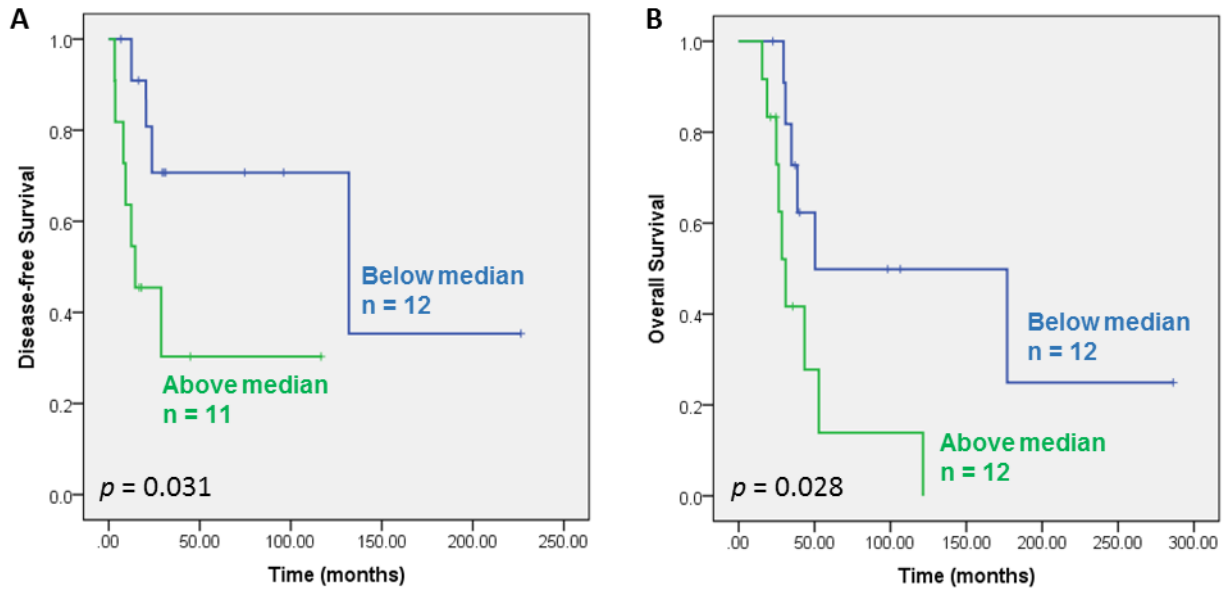 A
Disease-free Survival
1.0
0.8
0.6
0.4
0.2
0.0
Below median
n = 12
Above median
n = 11
p = 0.031
.00 50.00 100.00 150.00 200.00 250.00
Time (months)
B
Overall Survival
1.0
0.8
0.6
0.4
0.2
0.0
Below median
n = 12
Above median
n = 12
p = 0.028
.00 50.00 100.00 150.00 200.00 250.00 300.00
Time (months)